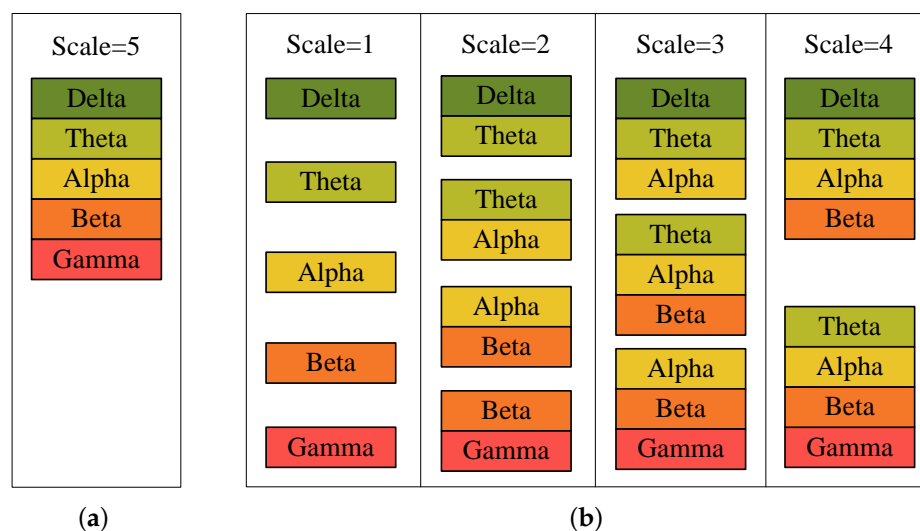 Scale=5
Delta
Theta
Alpha
Beta
Gamma
(a)
Scale=1
Delta
Theta
Alpha
Beta
Gamma
Scale=2
Delta
Theta
Theta
Alpha
Alpha
Beta
Beta
Gamma
Scale=3
Delta
Theta
Alpha
Theta
Alpha
Beta
Alpha
Beta
Gamma
Scale=4
Delta
Theta
Alpha
Beta
Theta
Alpha
Beta
Gamma
(b)